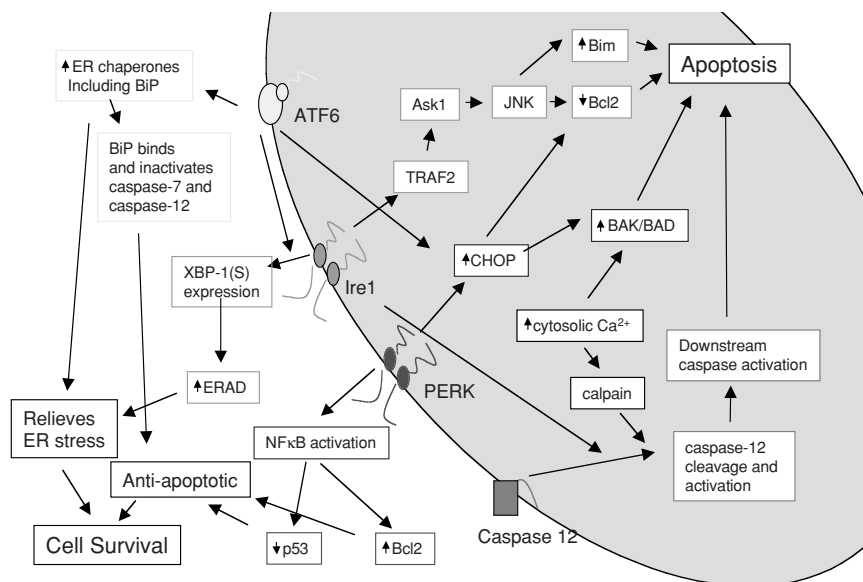 ↑ER chaperones
Including BiP
ATF6
BiP binds
and inactivates
caspase-7 and
caspase-12
Ask1
JNK
↑Bim
↓Bcl2
Apoptosis
TRAF2
XBP-1(S)
expression
Ire1
↑CHOP
↑BAK/BAD
↑cytosolic Ca²⁺
calpain
Downstream
caspase activation
caspase-12
cleavage and
activation
PERK
↑ERAD
Relieves
ER stress
NFκB activation
Anti-apoptotic
Caspase 12
Cell Survival
↓p53
↑Bcl2